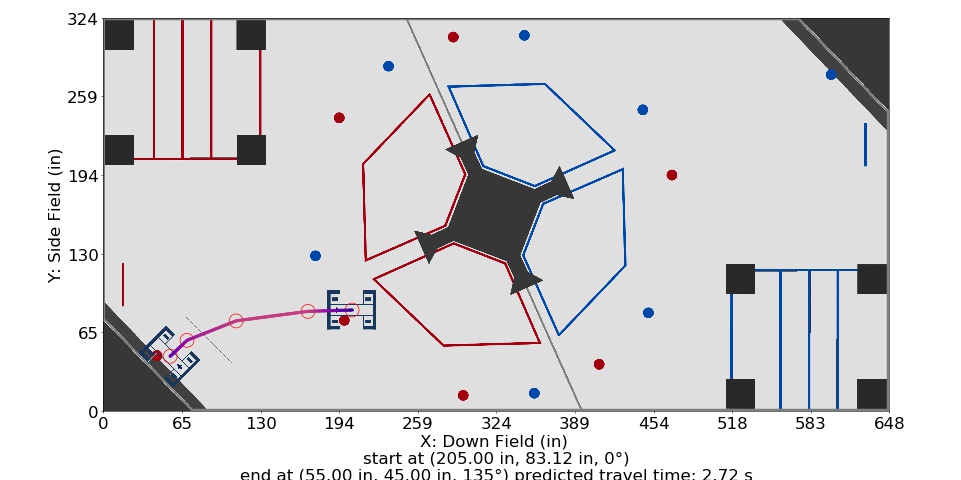 324
259
194
130
65
0
Y: Side Field (in)
0 65 130 194 259 324 389 454 518 583 648
X: Down Field (in)
start at (205.00 in, 83.12 in, 0°)
end at (55.00 in, 45.00 in, 135°) predicted travel time: 2.72 s